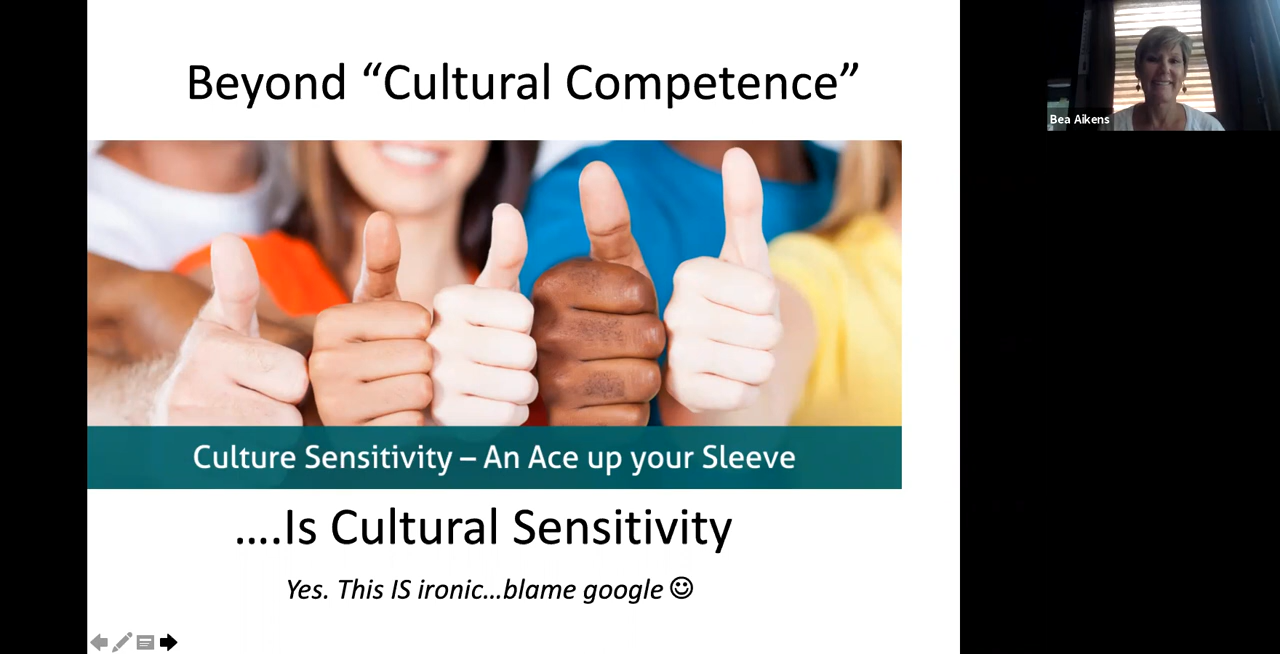 Beyond “Cultural Competence”
Bea Aikens
Culture Sensitivity – An Ace up your Sleeve
....Is Cultural Sensitivity
Yes. This IS ironic...blame google☺